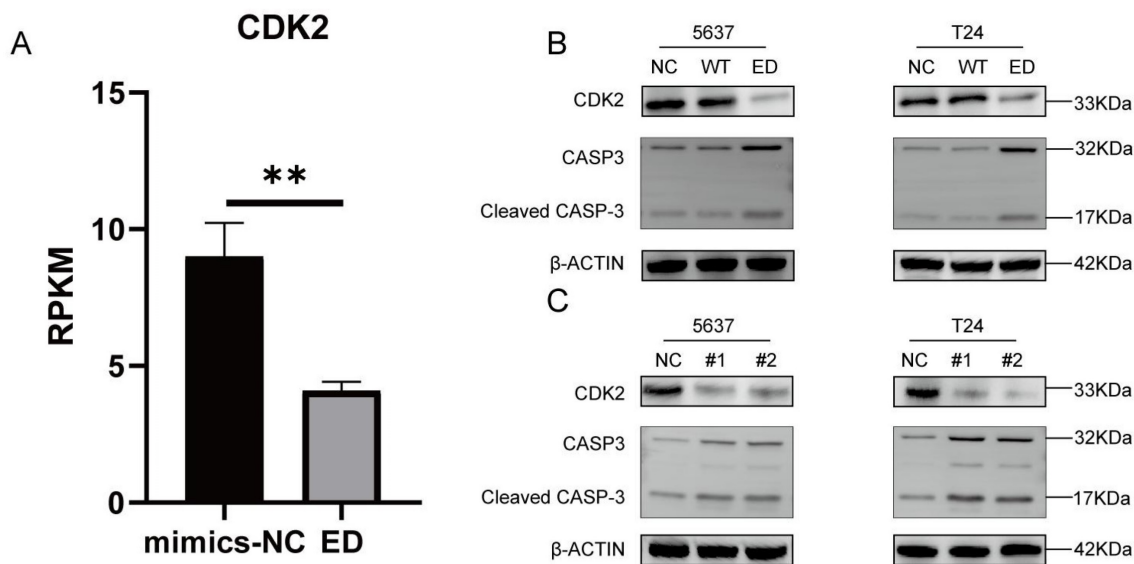 A
CDK2
15
10
5
0
RPKM
**
mimics-NC ED
B
5637
T24
NC WT ED
NC WT ED
CDK2
33KDa
CASP3
32KDa
Cleaved CASP-3
17KDa
β-ACTIN
42KDa
C
5637
T24
NC #1 #2
NC #1 #2
CDK2
33KDa
CASP3
32KDa
Cleaved CASP-3
17KDa
β-ACTIN
42KDa